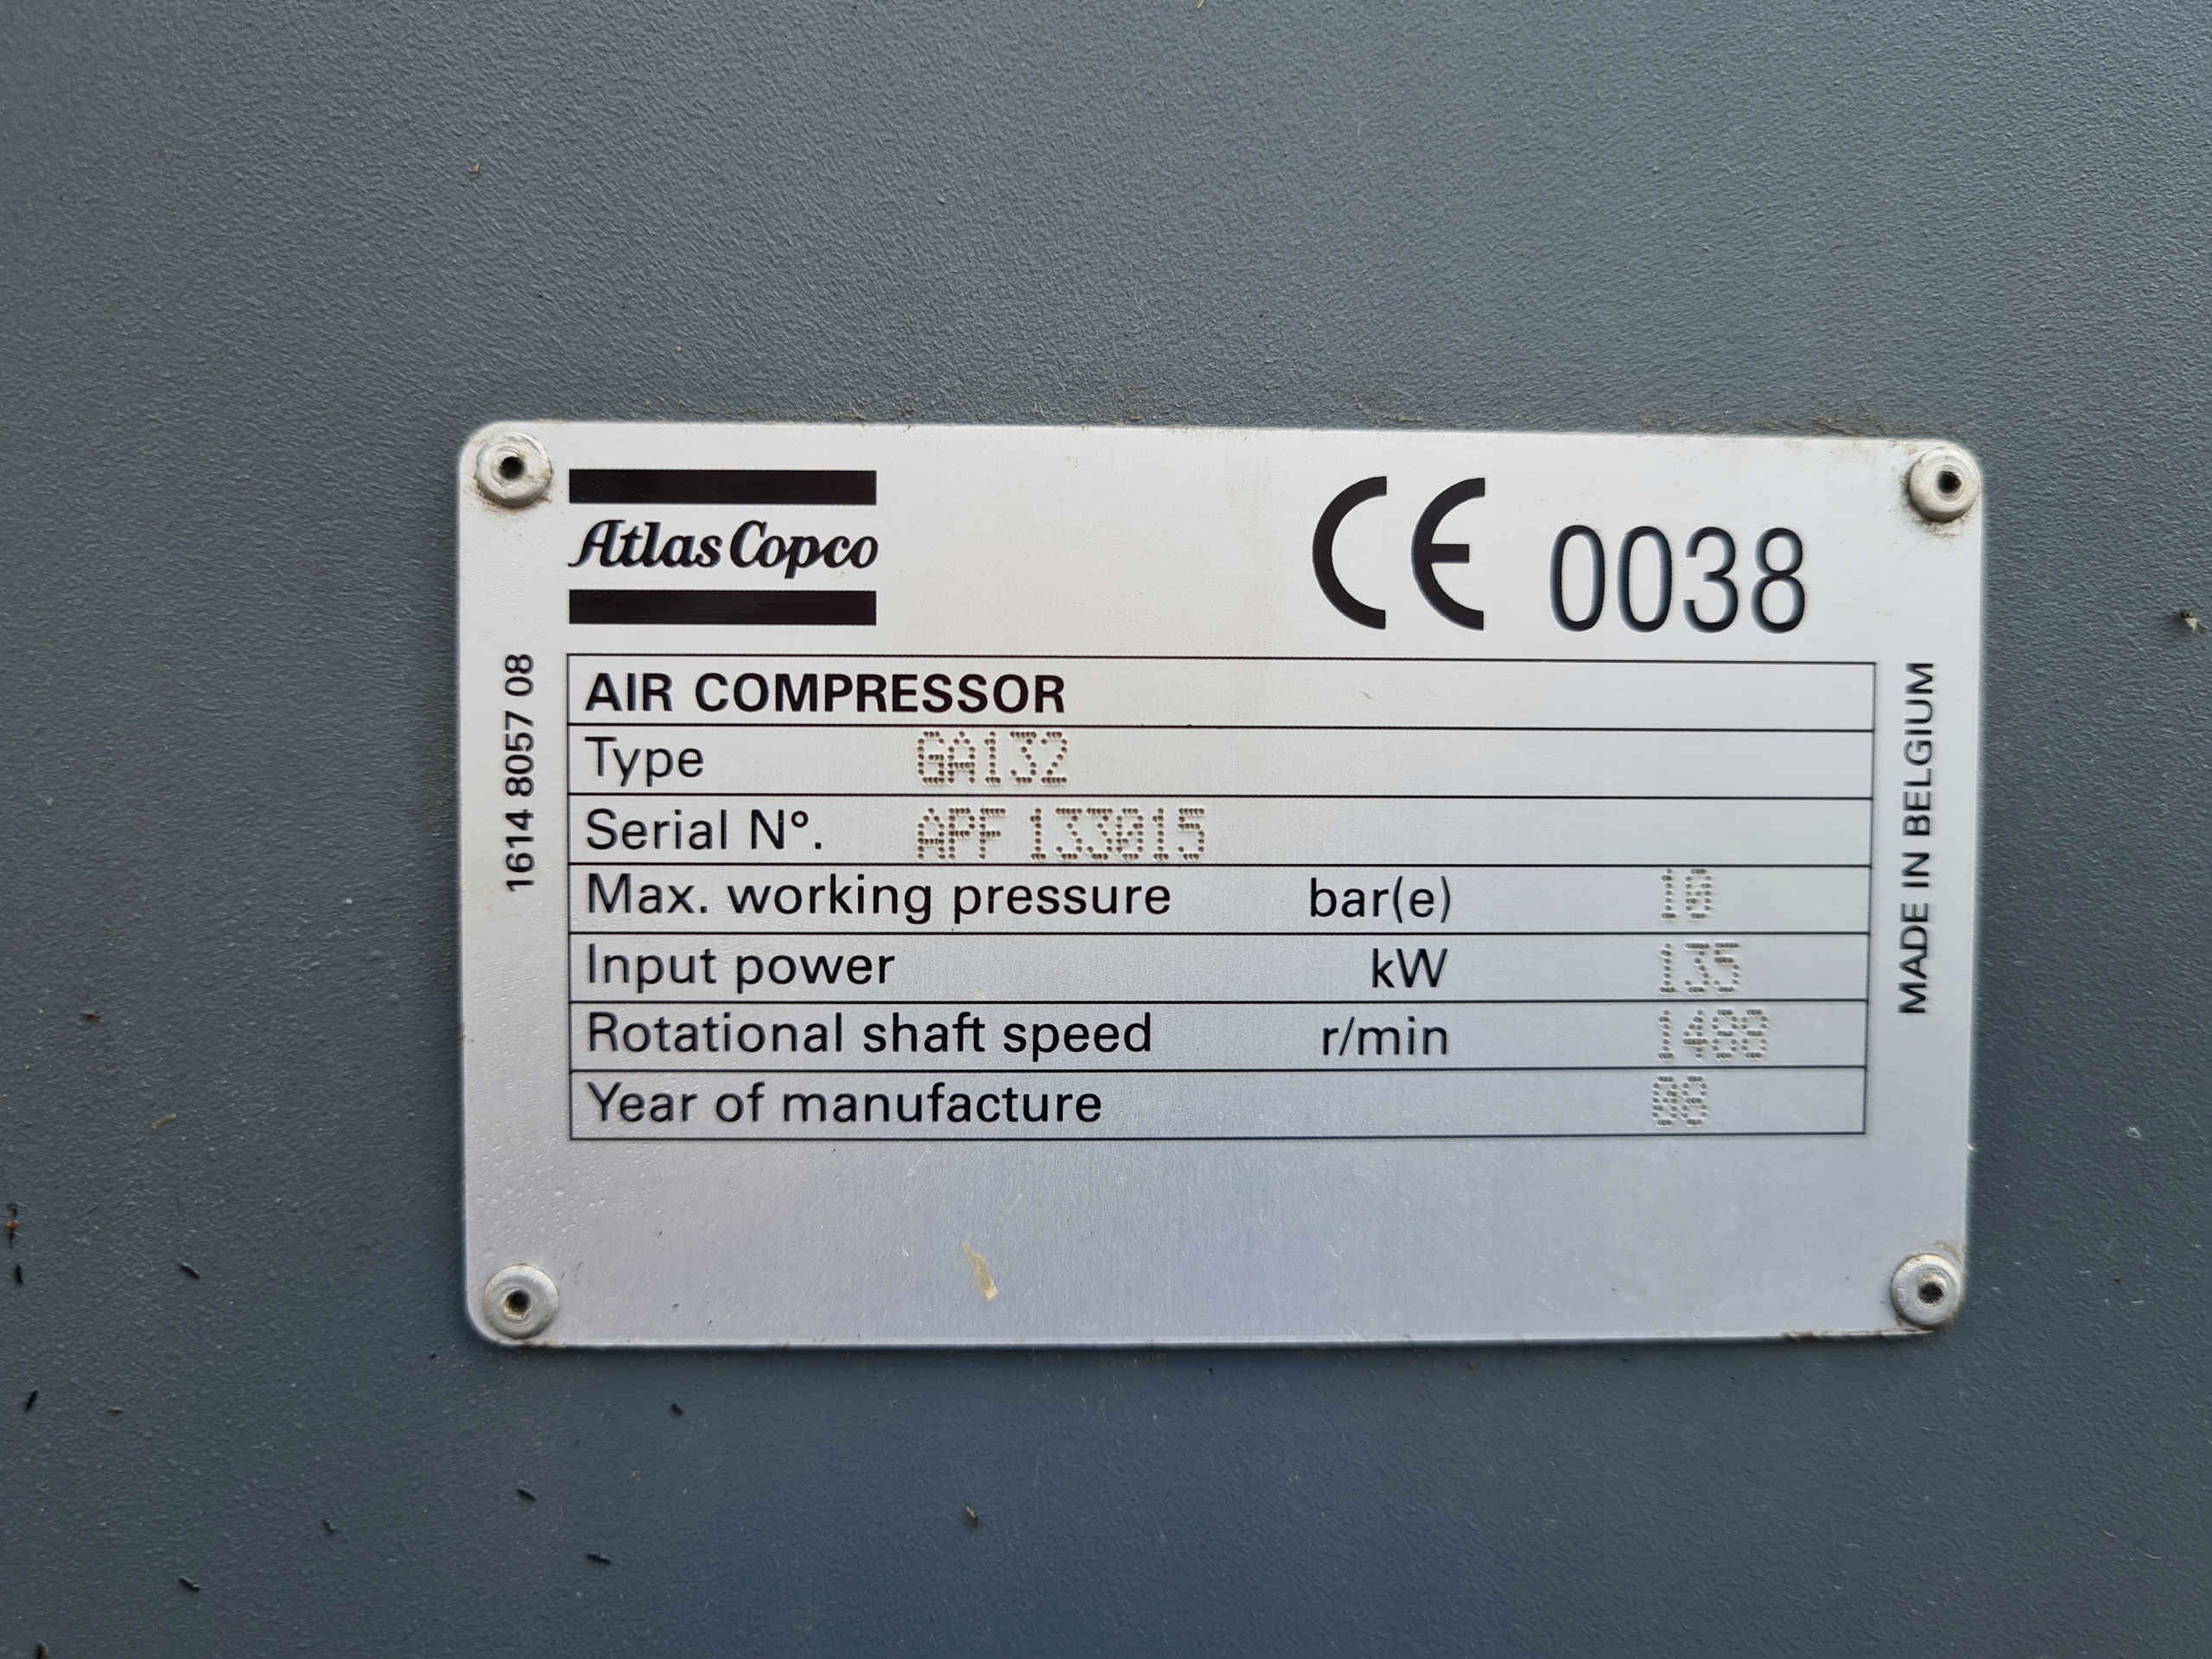 Atlas Copco
CE 0038
1614 8057 08
AIR COMPRESSOR
Type GA132
Serial N°. APF 133015
Max. working pressure bar(e) 10
Input power kW 135
Rotational shaft speed r/min 1488
Year of manufacture 08
MADE IN BELGIUM